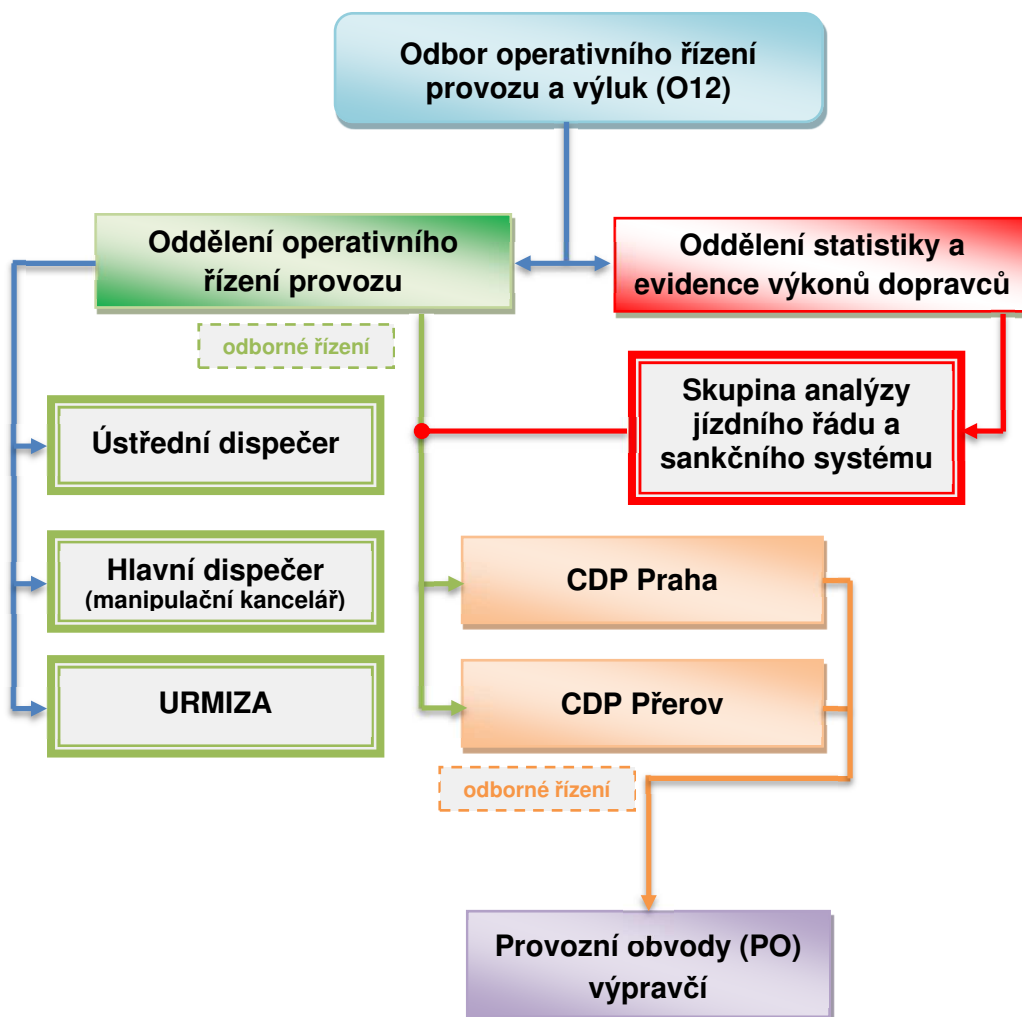 Odbor operativního řízení
provozu a výluk (O12)
Oddělení operativního
řízení provozu
Oddělení statistiky a
evidence výkonů dopravců
odborné řízení
Skupina analýzy
jízdního řádu a
sankčního systému
Ústřední dispečer
Hlavní dispečer
(manipulační kancelář)
CDP Praha
URMIZA
CDP Přerov
odborné řízení
Provozní obvody (PO)
výpravčí